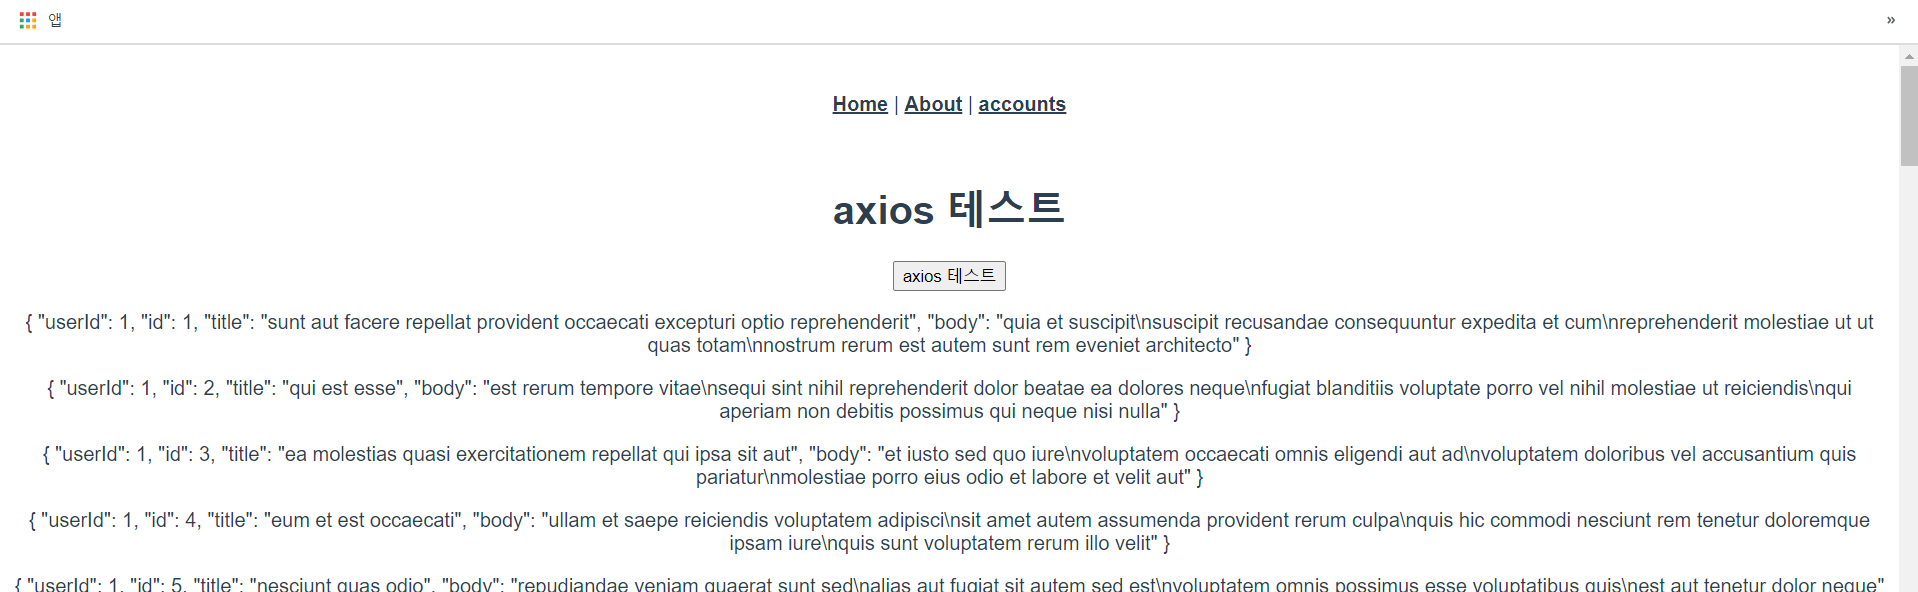 앱 »
Home | About | accounts
axios 테스트
axios 테스트
{ "userId": 1, "id": 1, "title": "sunt aut facere repellat provident occaecati excepturi optio reprehenderit", "body": "quia et suscipit\nsuscipit recusandae consequuntur expedita et cum\nreprehenderit molestiae ut ut
quas totam\nnostrum rerum est autem sunt rem eveniet architecto" }
{ "userId": 1, "id": 2, "title": "qui est esse", "body": "est rerum tempore vitae\nsequi sint nihil reprehenderit dolor beatae ea dolores neque\nfugiat blanditiis voluptate porro vel nihil molestiae ut reiciendis\nqui
aperiam non debitis possimus qui neque nisi nulla" }
{ "userId": 1, "id": 3, "title": "ea molestias quasi exercitationem repellat qui ipsa sit aut", "body": "et iusto sed quo iure\nvoluptatem occaecati omnis eligendi aut ad\nvoluptatem doloribus vel accusantium quis
pariatur\nmolestiae porro eius odio et labore et velit aut" }
{ "userId": 1, "id": 4, "title": "eum et est occaecati", "body": "ullam et saepe reiciendis voluptatem adipisci\nsit amet autem assumenda provident rerum culpa\nquis hic commodi nesciunt rem tenetur doloremque
ipsam iure\nquis sunt voluptatem rerum illo velit" }
{ "userId": 1, "id": 5, "title": "nesciunt quas odio", "body": "repudiandae veniam quaerat sunt sed\nalias aut fugiat sit autem sed est\nvoluptatem omnis possimus esse voluptatibus quis\nest aut tenetur dolor neque"